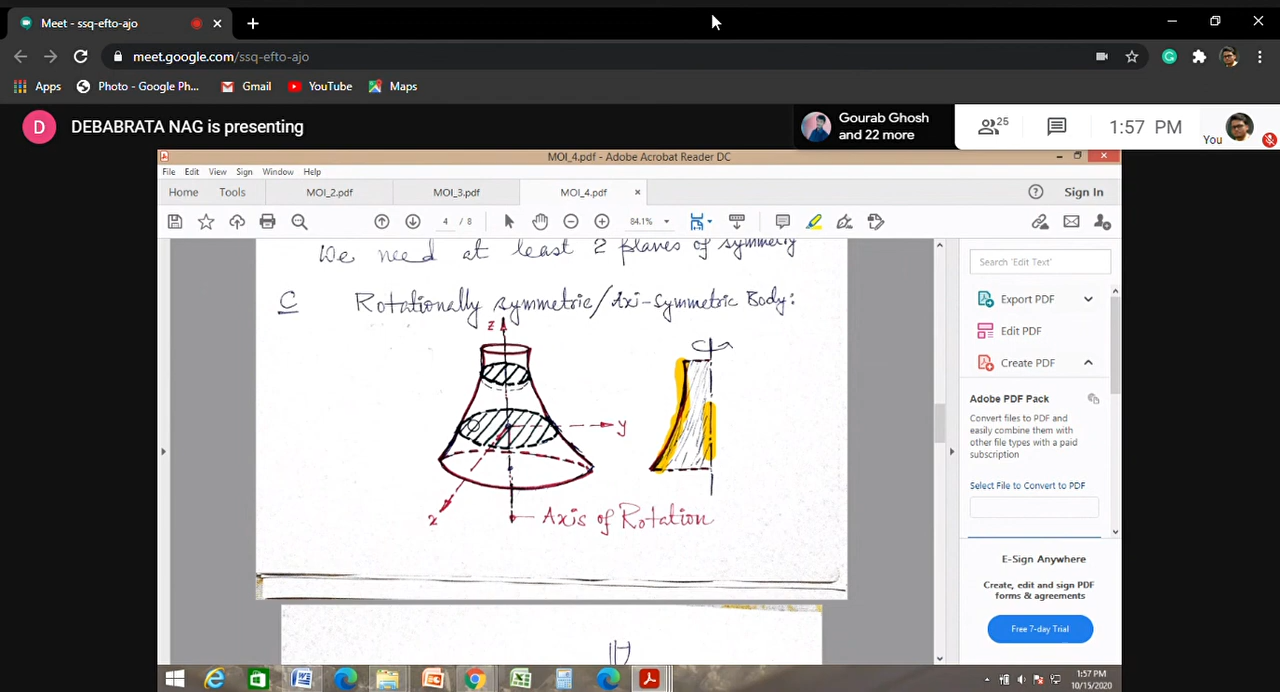 Meet - ssq-efto-ajo
meet.google.com/ssq-efto-ajo
Apps
Photo - Google Ph...
Gmail
YouTube
Maps
D
DEBABRATA NAG is presenting
Gourab Ghosh
and 22 more
25
1:57 PM
You
MOI_4.pdf - Adobe Acrobat Reader DC
File Edit View Sign Window Help
Home Tools MOI_2.pdf MOI_3.pdf MOI_4.pdf
Sign In
4 / 8
84.1%
We need at least 2 planes of symmetry
C Rotationally symmetric/Axi-Symmetric Body:
z
y
x
Axis of Rotation
Search 'Edit Text'
Export PDF
Edit PDF
Create PDF
Adobe PDF Pack
Convert files to PDF and
easily combine them with
other file types with a paid
subscription
Select File to Convert to PDF
E-Sign Anywhere
Create, edit and sign PDF
forms & agreements
Free 7-day Trial
1:57 PM
10/15/2020